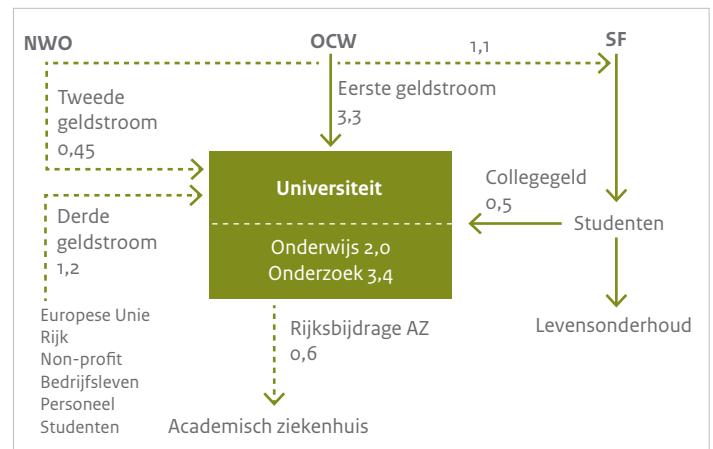 NWO
OCW
1,1
SF
Tweede
geldstroom
0,45
Eerste geldstroom
3,3
Universiteit
Onderwijs 2,0
Onderzoek 3,4
Collegegeld
0,5
Studenten
Derde
geldstroom
1,2
Europese Unie
Rijk
Non-profit
Bedrijfsleven
Personeel
Studenten
Rijksbijdrage AZ
0,6
Levensonderhoud
Academisch ziekenhuis